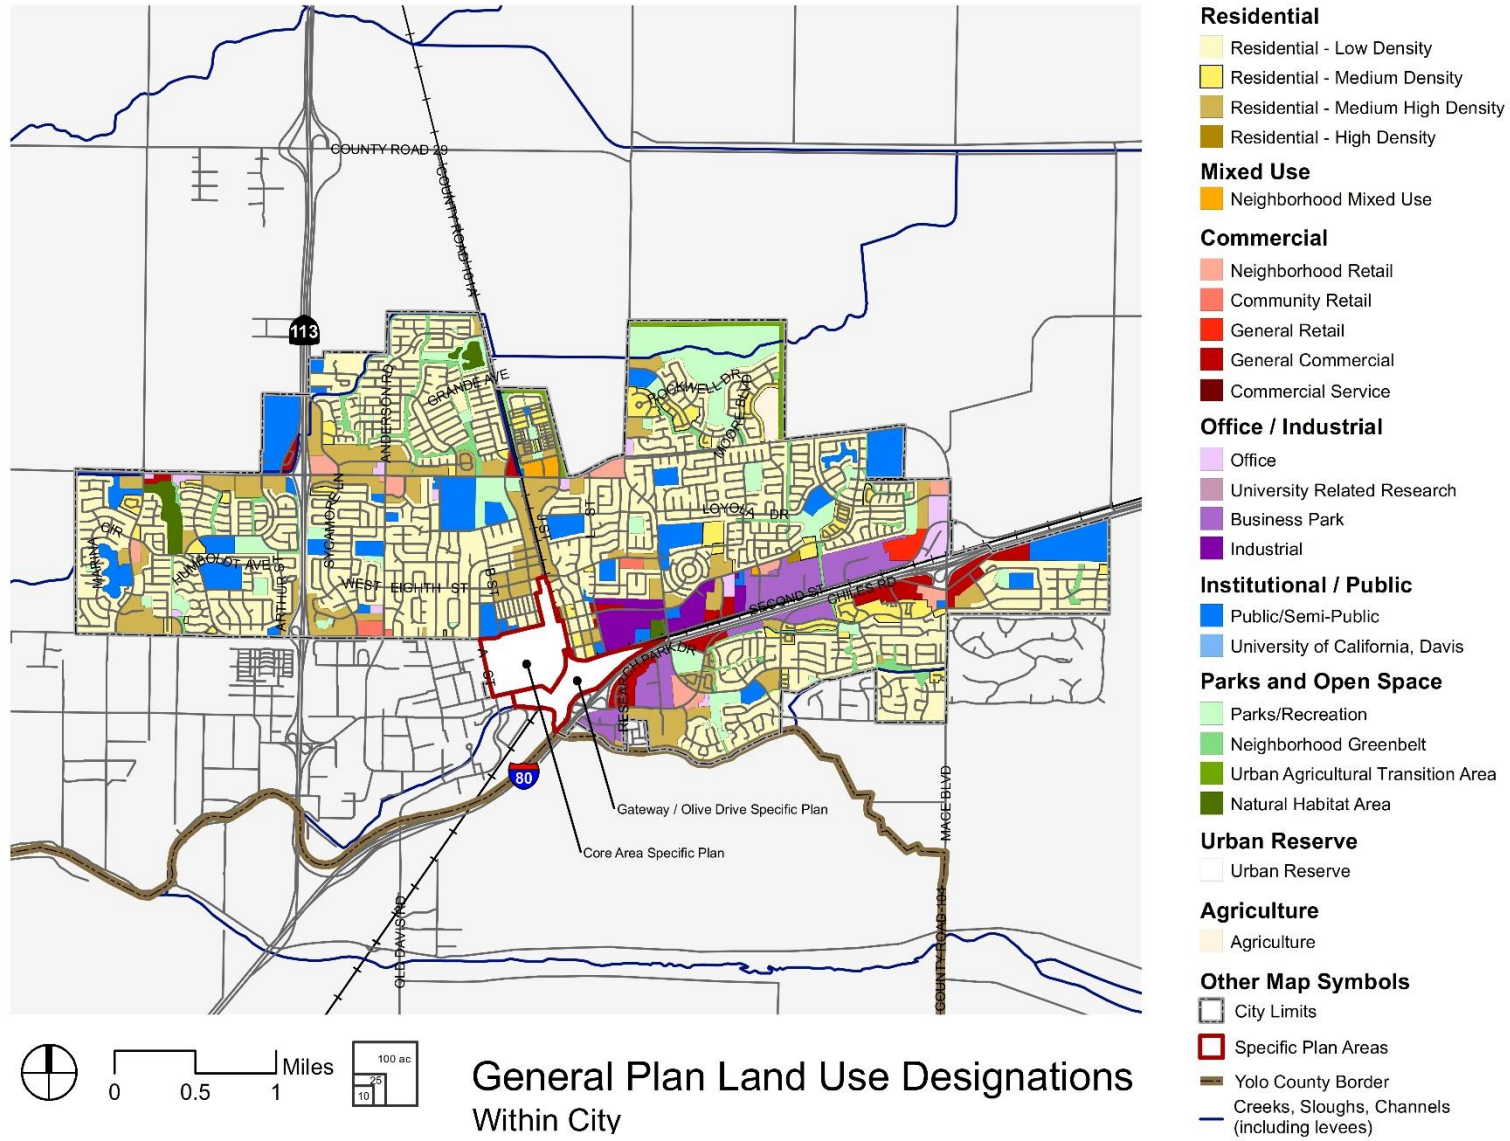 Residential
Residential - Low Density
Residential - Medium Density
Residential - Medium High Density
Residential - High Density
Mixed Use
Neighborhood Mixed Use
Commercial
Neighborhood Retail
Community Retail
General Retail
General Commercial
Commercial Service
Office / Industrial
Office
University Related Research
Business Park
Industrial
Institutional / Public
Public/Semi-Public
University of California, Davis
Parks and Open Space
Parks/Recreation
Neighborhood Greenbelt
Urban Agricultural Transition Area
Natural Habitat Area
Urban Reserve
Urban Reserve
Agriculture
Agriculture
Other Map Symbols
City Limits
Specific Plan Areas
Yolo County Border
Creeks, Sloughs, Channels
(including levees)
COUNTY ROAD 29
COUNTY ROAD 101A
113
ANDERSON RD
GRANDE AVE
ROCKWELL DR
MOORE BLVD
SYCAMORE LN
J ST
L ST
LOYOLA DR
CIR
MARINA
HUMBOLDT AVE
ARTHUR ST
WEST EIGHTH ST
B ST
SECOND ST
CHILES RD
A ST
RESEARCH PARK DR
80
Gateway / Olive Drive Specific Plan
Core Area Specific Plan
MACE BLVD
OLD DAVIS RD
COUNTY ROAD 104
0
0.5
1
Miles
100 ac
25
10
General Plan Land Use Designations
Within City